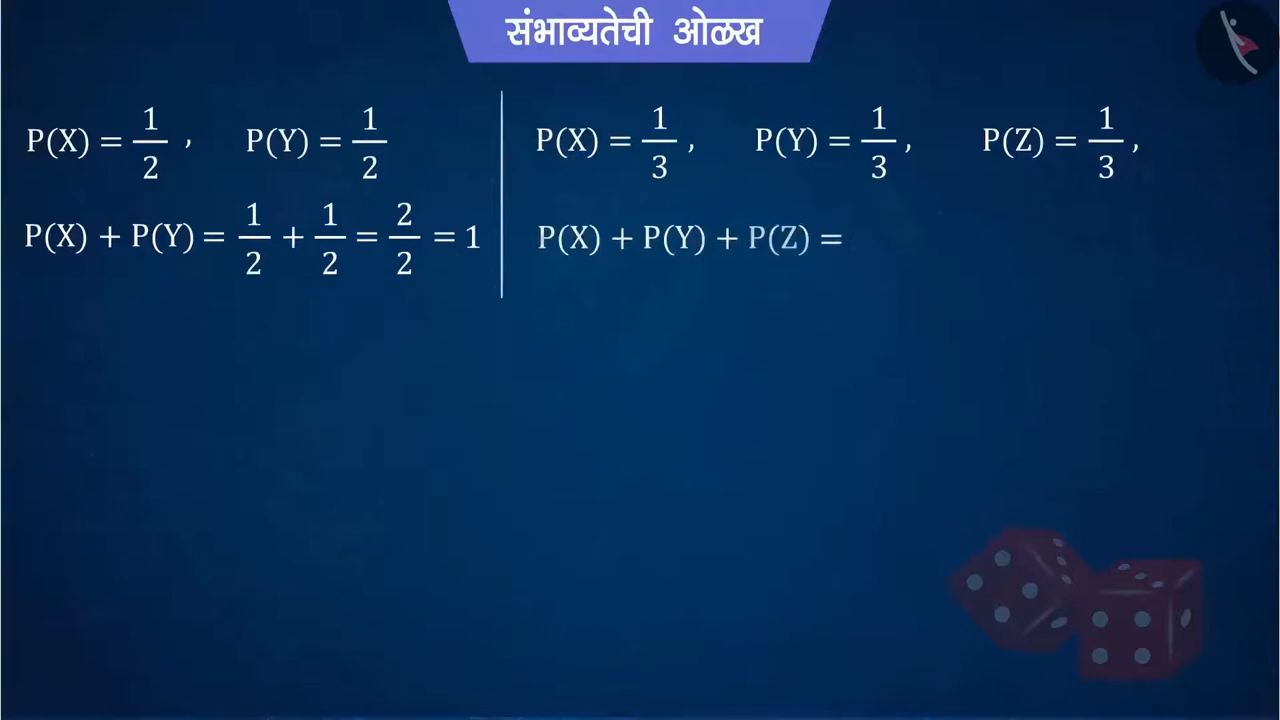 संभाव्यतेची ओळख
P(X) = 1/2 , P(Y) = 1/2
P(X) + P(Y) = 1/2 + 1/2 = 2/2 = 1
P(X) = 1/3 , P(Y) = 1/3 , P(Z) = 1/3 ,
P(X) + P(Y) + P(Z) =